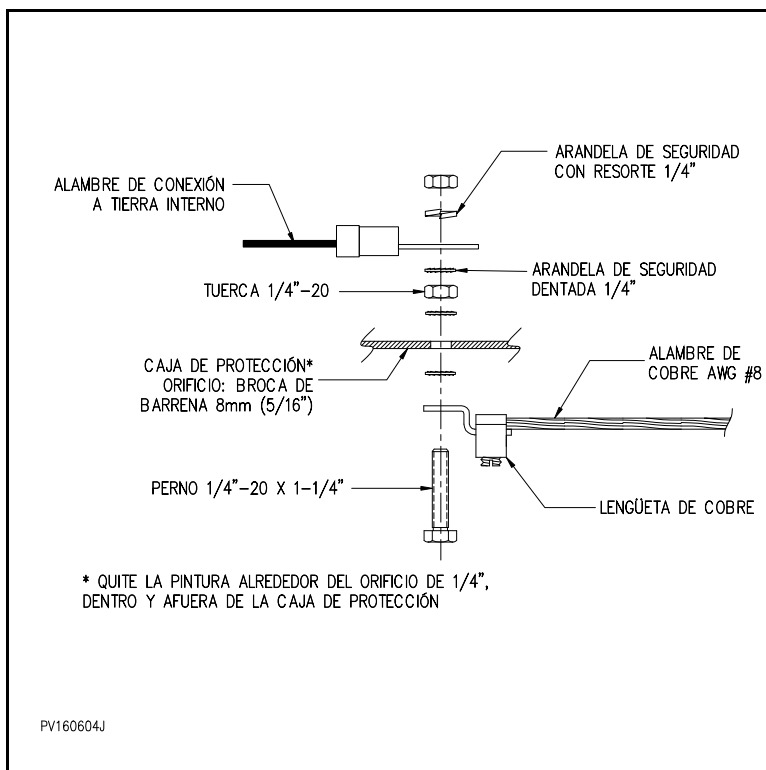 ARANDELA DE SEGURIDAD
CON RESORTE 1/4”
ALAMBRE DE CONEXIÓN
A TIERRA INTERNO
ARANDELA DE SEGURIDAD
DENTADA 1/4”
TUERCA 1/4”-20
CAJA DE PROTECCIÓN*
ORIFICIO: BROCA DE
BARRENA 8mm (5/16”)
ALAMBRE DE
COBRE AWG #8
PERNO 1/4”-20 X 1-1/4”
LENGÜETA DE COBRE
* QUITE LA PINTURA ALREDEDOR DEL ORIFICIO DE 1/4”,
DENTRO Y AFUERA DE LA CAJA DE PROTECCIÓN
PV160604J